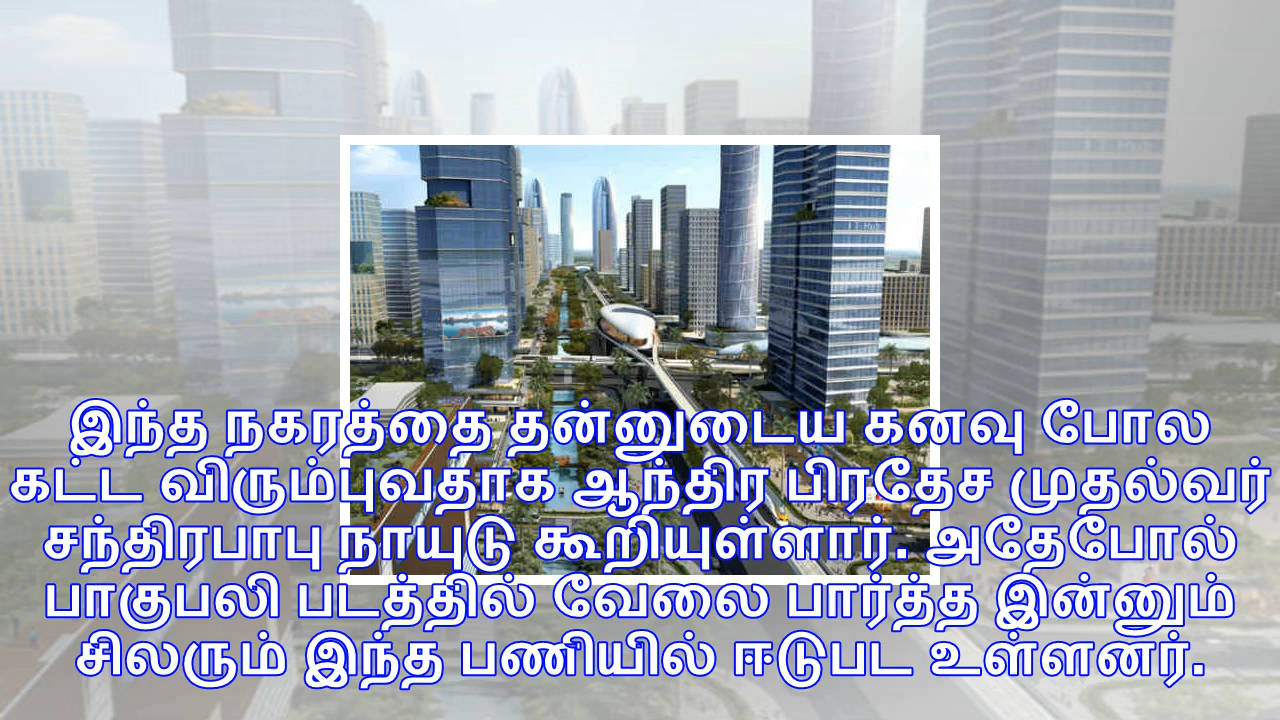 I T Hub
இந்த நகரத்தை தன்னுடைய கனவு போல
கட்ட விரும்புவதாக ஆந்திர பிரதேச முதல்வர்
சந்திரபாபு நாயுடு கூறியுள்ளார். அதேபோல்
பாகுபலி படத்தில் வேலை பார்த்த இன்னும்
சிலரும் இந்த பணியில் ஈடுபட உள்ளனர்.